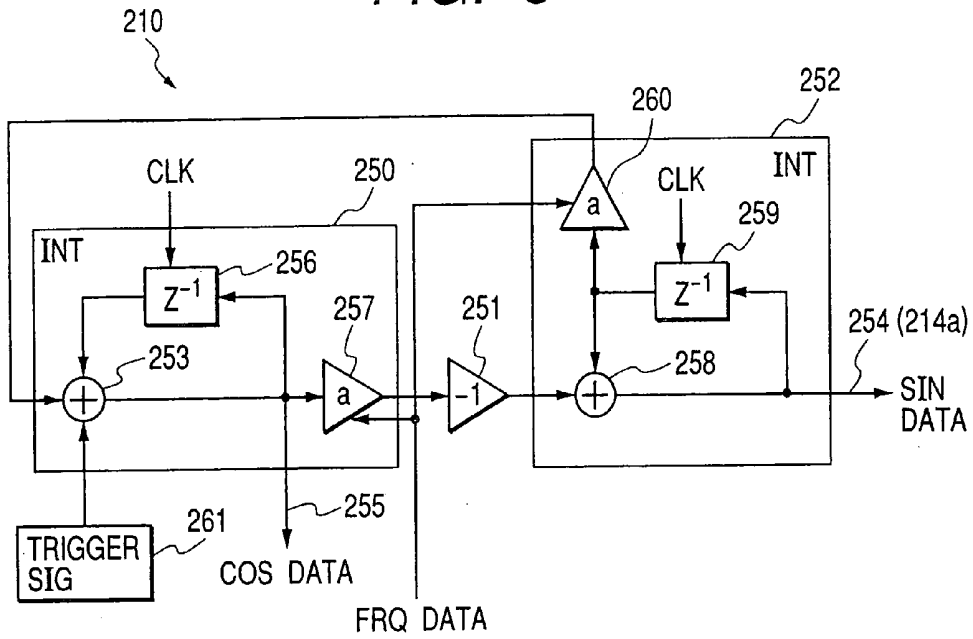 210
252
260
CLK
250
INT
CLK
INT
256
259
Z⁻¹
a
Z⁻¹
257
251
253
254 (214a)
258
a
-1
SIN
DATA
261
255
TRIGGER
SIG
COS DATA
FRQ DATA